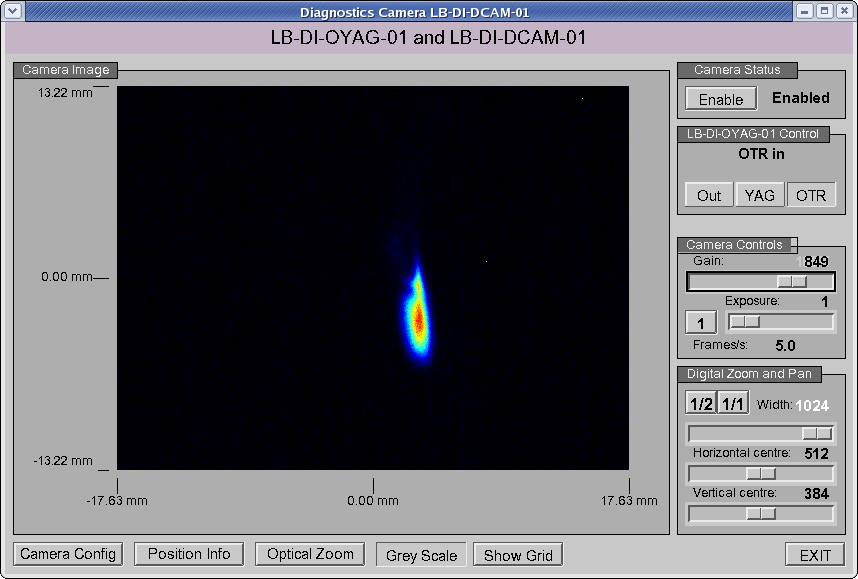 Diagnostics Camera LB-DI-DCAM-01
LB-DI-OYAG-01 and LB-DI-DCAM-01
Camera Image
13.22 mm
0.00 mm
-13.22 mm
-17.63 mm
0.00 mm
17.63 mm
Camera Status
Enable
Enabled
LB-DI-OYAG-01 Control
OTR in
Out
YAG
OTR
Camera Controls
Gain: 849
Exposure: 1
1
Frames/s: 5.0
Digital Zoom and Pan
1/2 1/1 Width: 1024
Horizontal centre: 512
Vertical centre: 384
Camera Config
Position Info
Optical Zoom
Grey Scale
Show Grid
EXIT